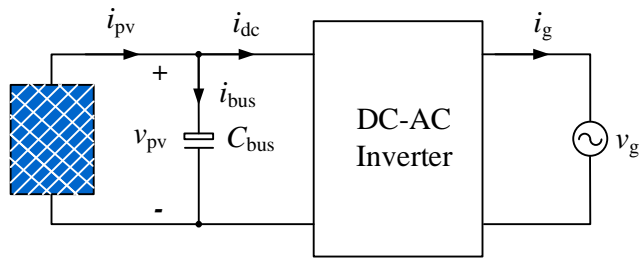 i_pv
i_dc
i_g
+
i_bus
v_pv
C_bus
DC-AC
Inverter
v_g
-